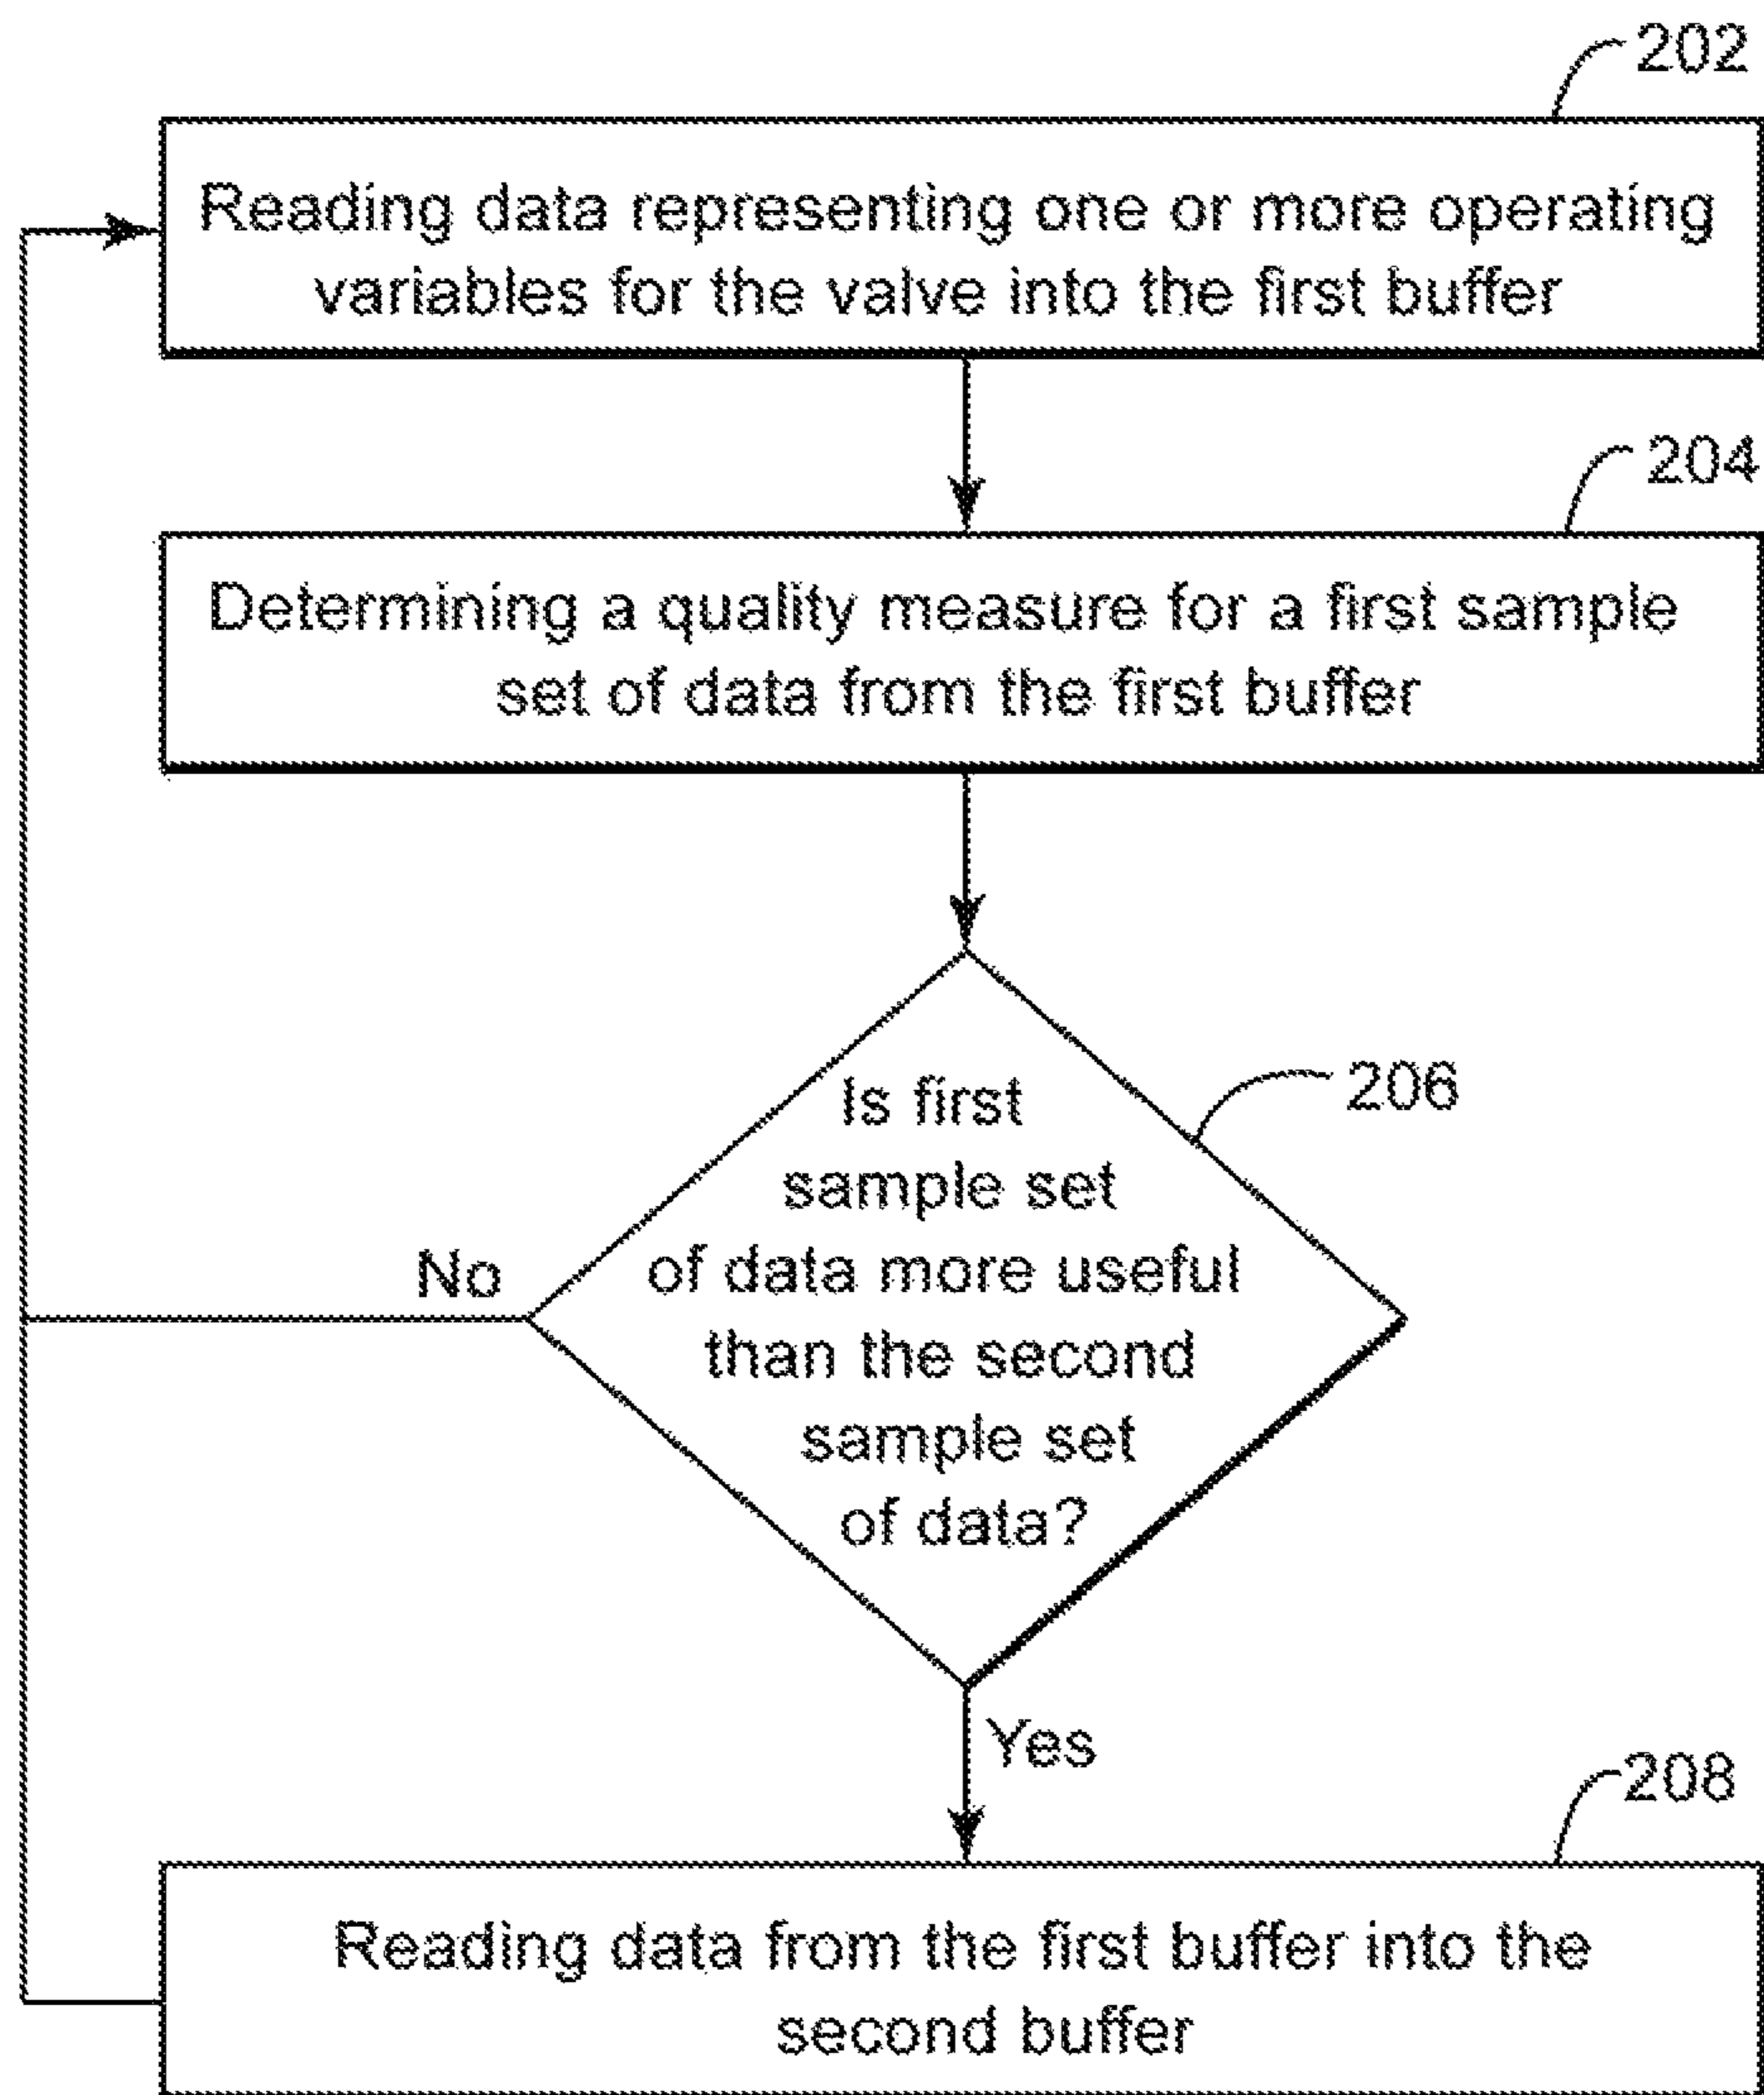 202
Reading data representing one or more operating
variables for the valve into the first buffer
204
Determining a quality measure for a first sample
set of data from the first buffer
206
Is first
sample set
of data more useful
than the second
sample set
of data?
No
Yes
208
Reading data from the first buffer into the
second buffer